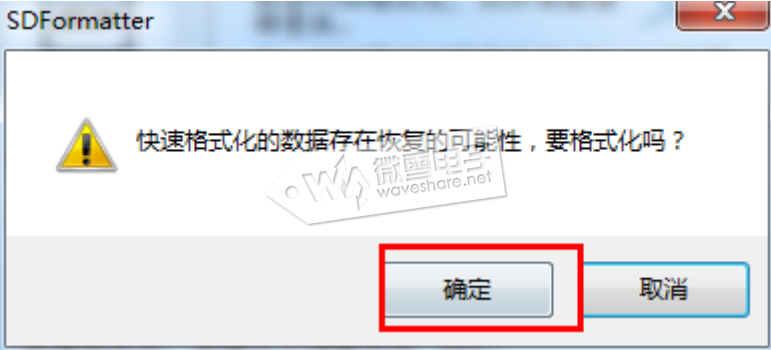 SDFormatter
快速格式化的数据存在恢复的可能性，要格式化吗？
微雪电子
waveshare.net
确定
取消